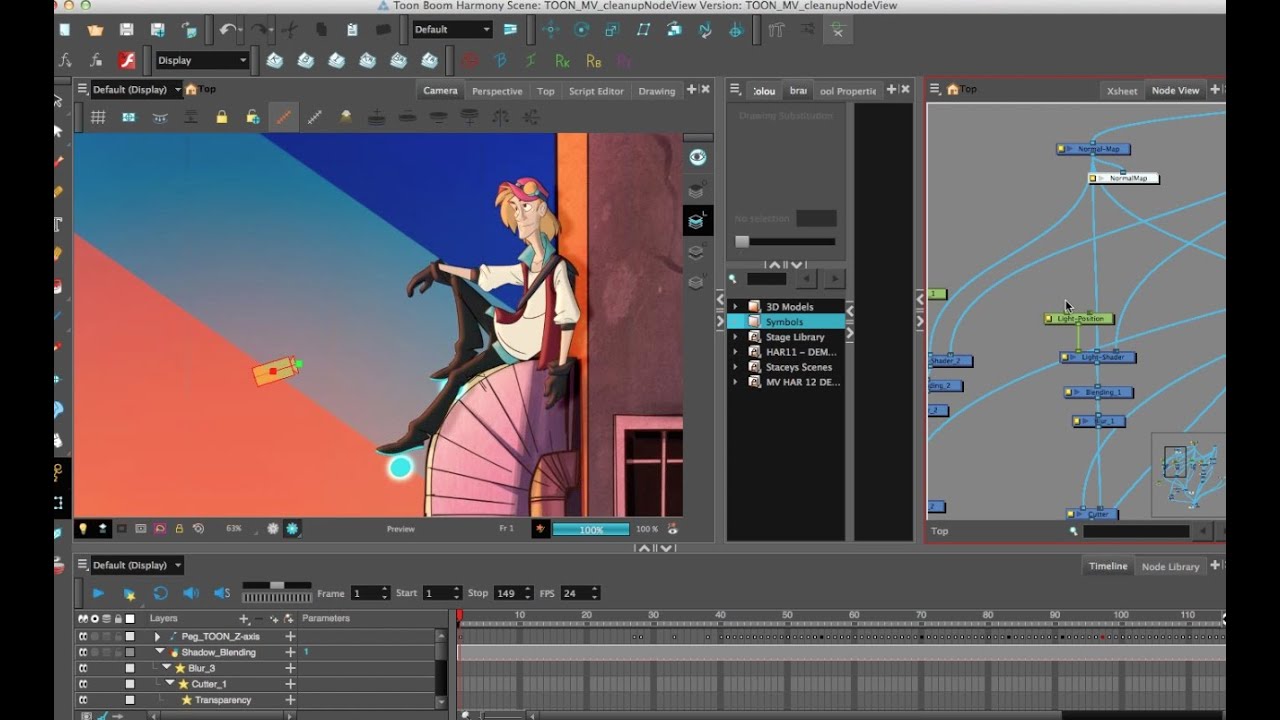 Toon Boom Harmony Scene: TOON_MV_cleanupNodeView Version: TOON_MV_cleanupNodeView
Default
Display
RK RB
Default (Display) Top
Camera Perspective Top Script Editor Drawing
:olou brai ool Propertie
Top
Xsheet Node View
Drawing Substitution
No selection
3D Models
Symbols
Stage Library
HAR11 – DEM...
Staceys Scenes
MV HAR 12 DE...
Normal-Map
NormalMap
Light-Position
Light-Shader
Blending_1
Cutter
Top
63%
Preview
Fr 1
100%
100 %
Default (Display)
Timeline Node Library
Frame 1 Start 1 Stop 149 FPS 24
Layers Parameters
10 20 30 40 50 60 70 80 90 100 110
Peg_TOON_Z-axis
Shadow_Blending 1
Blur_3
Cutter_1
Transparency